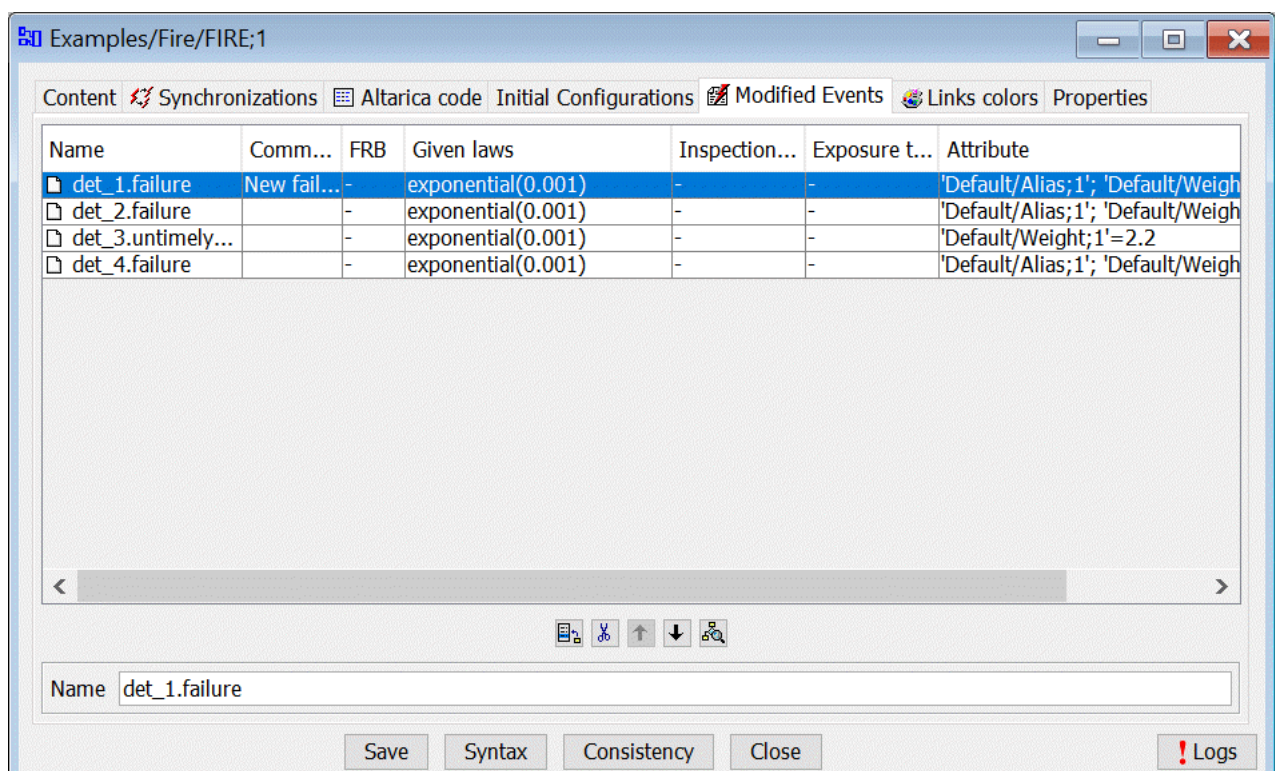 Examples/Fire/FIRE;1
Content Synchronizations Altarica code Initial Configurations Modified Events Links colors Properties
Name Comm... FRB Given laws Inspection... Exposure t... Attribute
det_1.failure New fail... - exponential(0.001) - - 'Default/Alias;1'; 'Default/Weigh
det_2.failure - exponential(0.001) - - 'Default/Alias;1'; 'Default/Weigh
det_3.untimely... - exponential(0.001) - - 'Default/Weight;1'=2.2
det_4.failure - exponential(0.001) - - 'Default/Alias;1'; 'Default/Weigh
Name det_1.failure
Save Syntax Consistency Close ! Logs